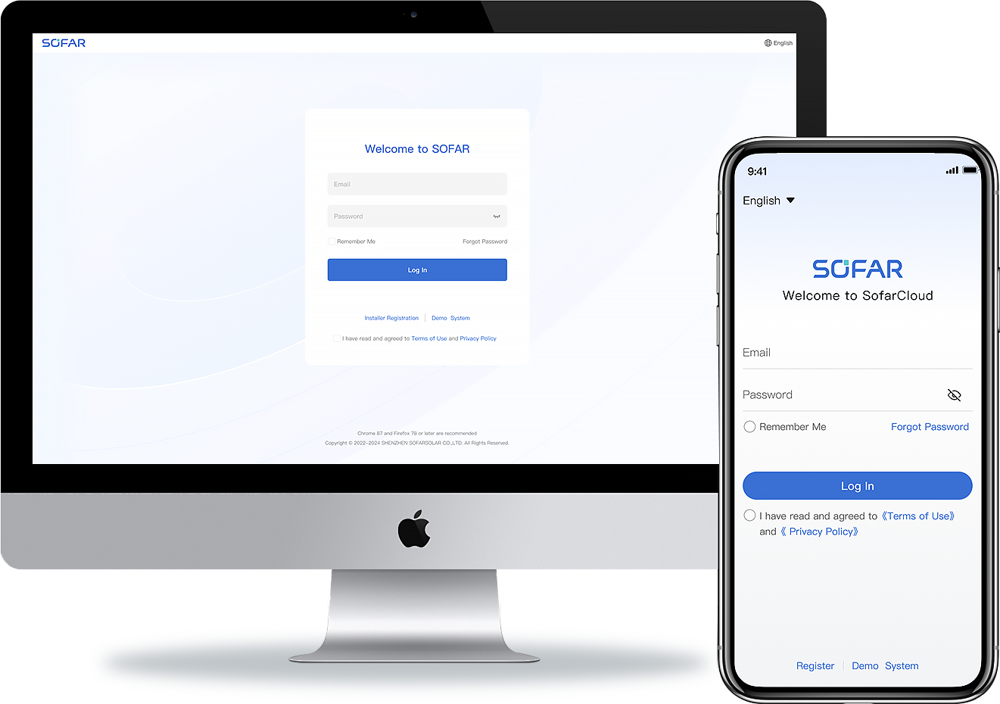 SOFAR
English
Welcome to SOFAR
Email
Password
Remember Me Forgot Password
Log In
Installer Registration Demo System
I have read and agreed to Terms of Use and Privacy Policy
Chrome 87 and Firefox 78 or later are recommended
Copyright © 2022-2024 SHENZHEN SOFARSOLAR CO.,LTD. All Rights Reserved.
9:41
English
SOFAR
Welcome to SofarCloud
Email
Password
Remember Me Forgot Password
Log In
I have read and agreed to 《Terms of Use》
and 《 Privacy Policy》
Register Demo System